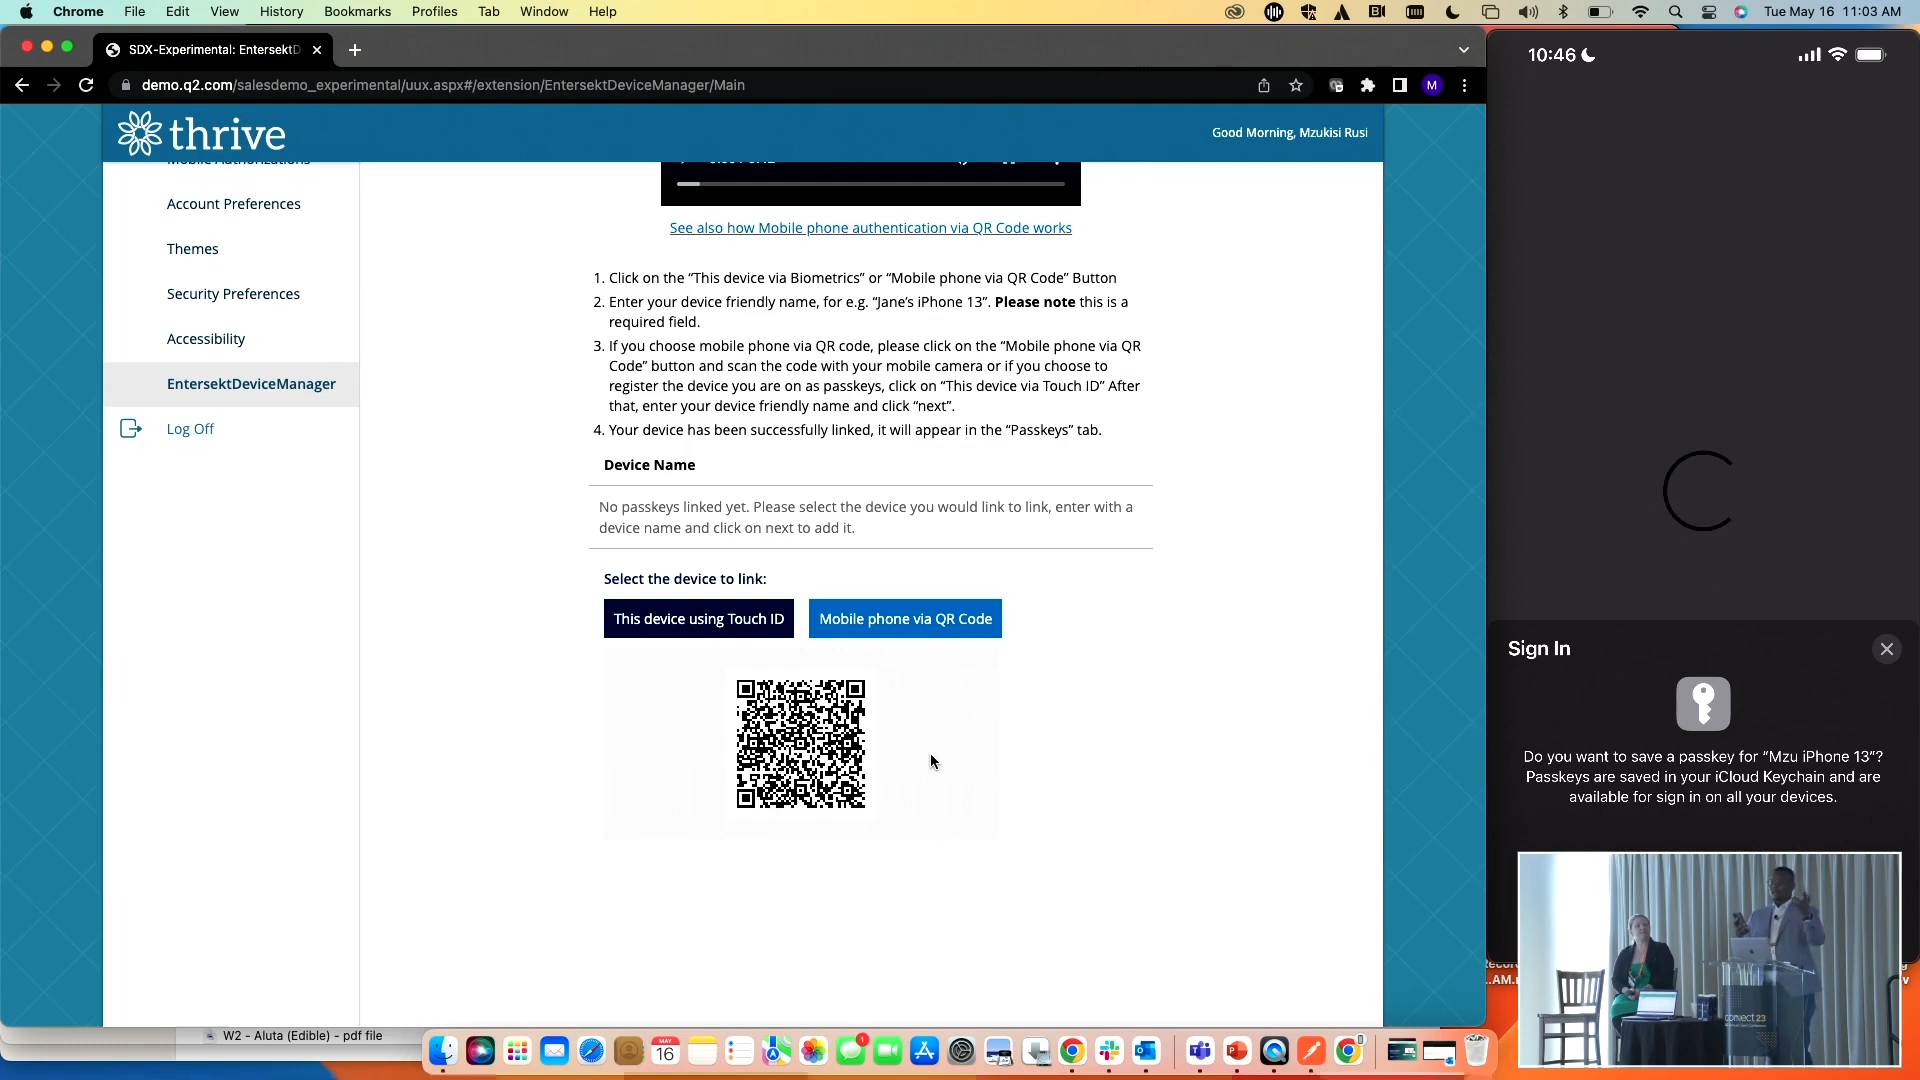 Chrome File Edit View History Bookmarks Profiles Tab Window Help
Tue May 16 11:03 AM
SDX-Experimental: EntersektD
demo.q2.com/salesdemo_experimental/uux.aspx#/extension/EntersektDeviceManager/Main
M
thrive
Good Morning, Mzukisi Rusi
Mobile Authorizations
Account Preferences
Themes
Security Preferences
Accessibility
EntersektDeviceManager
Log Off
See also how Mobile phone authentication via QR Code works
1. Click on the “This device via Biometrics” or “Mobile phone via QR Code” Button
2. Enter your device friendly name, for e.g. “Jane’s iPhone 13”. Please note this is a
required field.
3. If you choose mobile phone via QR code, please click on the “Mobile phone via QR
Code” button and scan the code with your mobile camera or if you choose to
register the device you are on as passkeys, click on “This device via Touch ID” After
that, enter your device friendly name and click “next”.
4. Your device has been successfully linked, it will appear in the “Passkeys” tab.
Device Name
No passkeys linked yet. Please select the device you would link to link, enter with a
device name and click on next to add it.
Select the device to link:
This device using Touch ID
Mobile phone via QR Code
10:46
Sign In
Do you want to save a passkey for “Mzu iPhone 13”?
Passkeys are saved in your iCloud Keychain and are
available for sign in on all your devices.
connect 23
W2 - Aluta (Edible) - pdf file
MAY
16
1